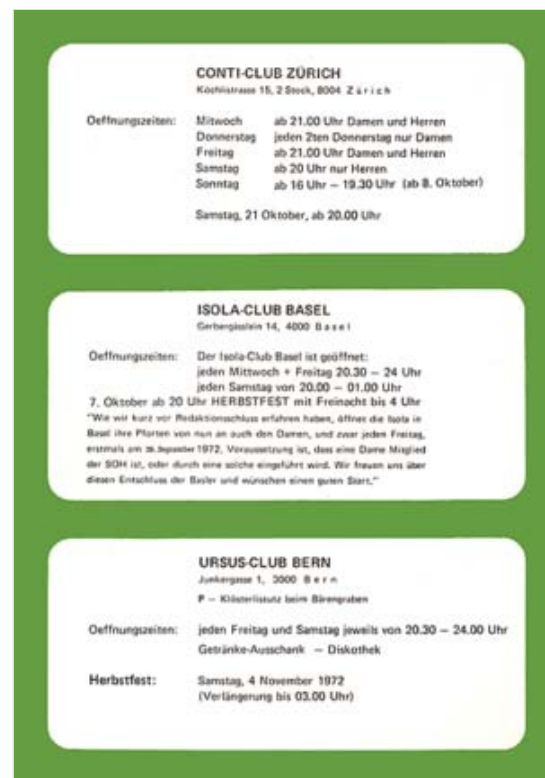 CONTI-CLUB ZÜRICH
Köchlistrasse 15, 2 Stock, 8004 Zürich
Oeffnungszeiten: Mitwoch ab 21.00 Uhr Damen und Herren
Donnerstag jeden 2ten Donnerstag nur Damen
Freitag ab 21.00 Uhr Damen und Herren
Samstag ab 20 Uhr nur Herren
Sonntag ab 16 Uhr – 19.30 Uhr (ab 8. Oktober)
Samstag, 21 Oktober, ab 20.00 Uhr
ISOLA-CLUB BASEL
Gerbergässlein 14, 4000 Basel
Oeffnungszeiten: Der Isola-Club Basel ist geöffnet:
jeden Mittwoch + Freitag 20.30 – 24 Uhr
jeden Samstag von 20.00 – 01.00 Uhr
7. Oktober ab 20 Uhr HERBSTFEST mit Freinacht bis 4 Uhr
"Wie wir kurz vor Redaktionsschluss erfahren haben, öffnet die Isola in
Basel ihre Pforten von nun an auch den Damen, und zwar jeden Freitag,
erstmals am September 1972. Voraussetzung ist, dass eine Dame Mitglied
der SOH ist, oder durch eine solche eingeführt wird. Wir freuen uns über
diesen Entschluss der Basler und wünschen einen guten Start."
URSUS-CLUB BERN
Junkergasse 1, 3000 Bern
P – Klösterlistutz beim Bärengraben
Oeffnungszeiten: jeden Freitag und Samstag jeweils von 20.30 – 24.00 Uhr
Getränke-Ausschank – Diskothek
Herbstfest: Samstag, 4 November 1972
(Verlängerung bis 03.00 Uhr)